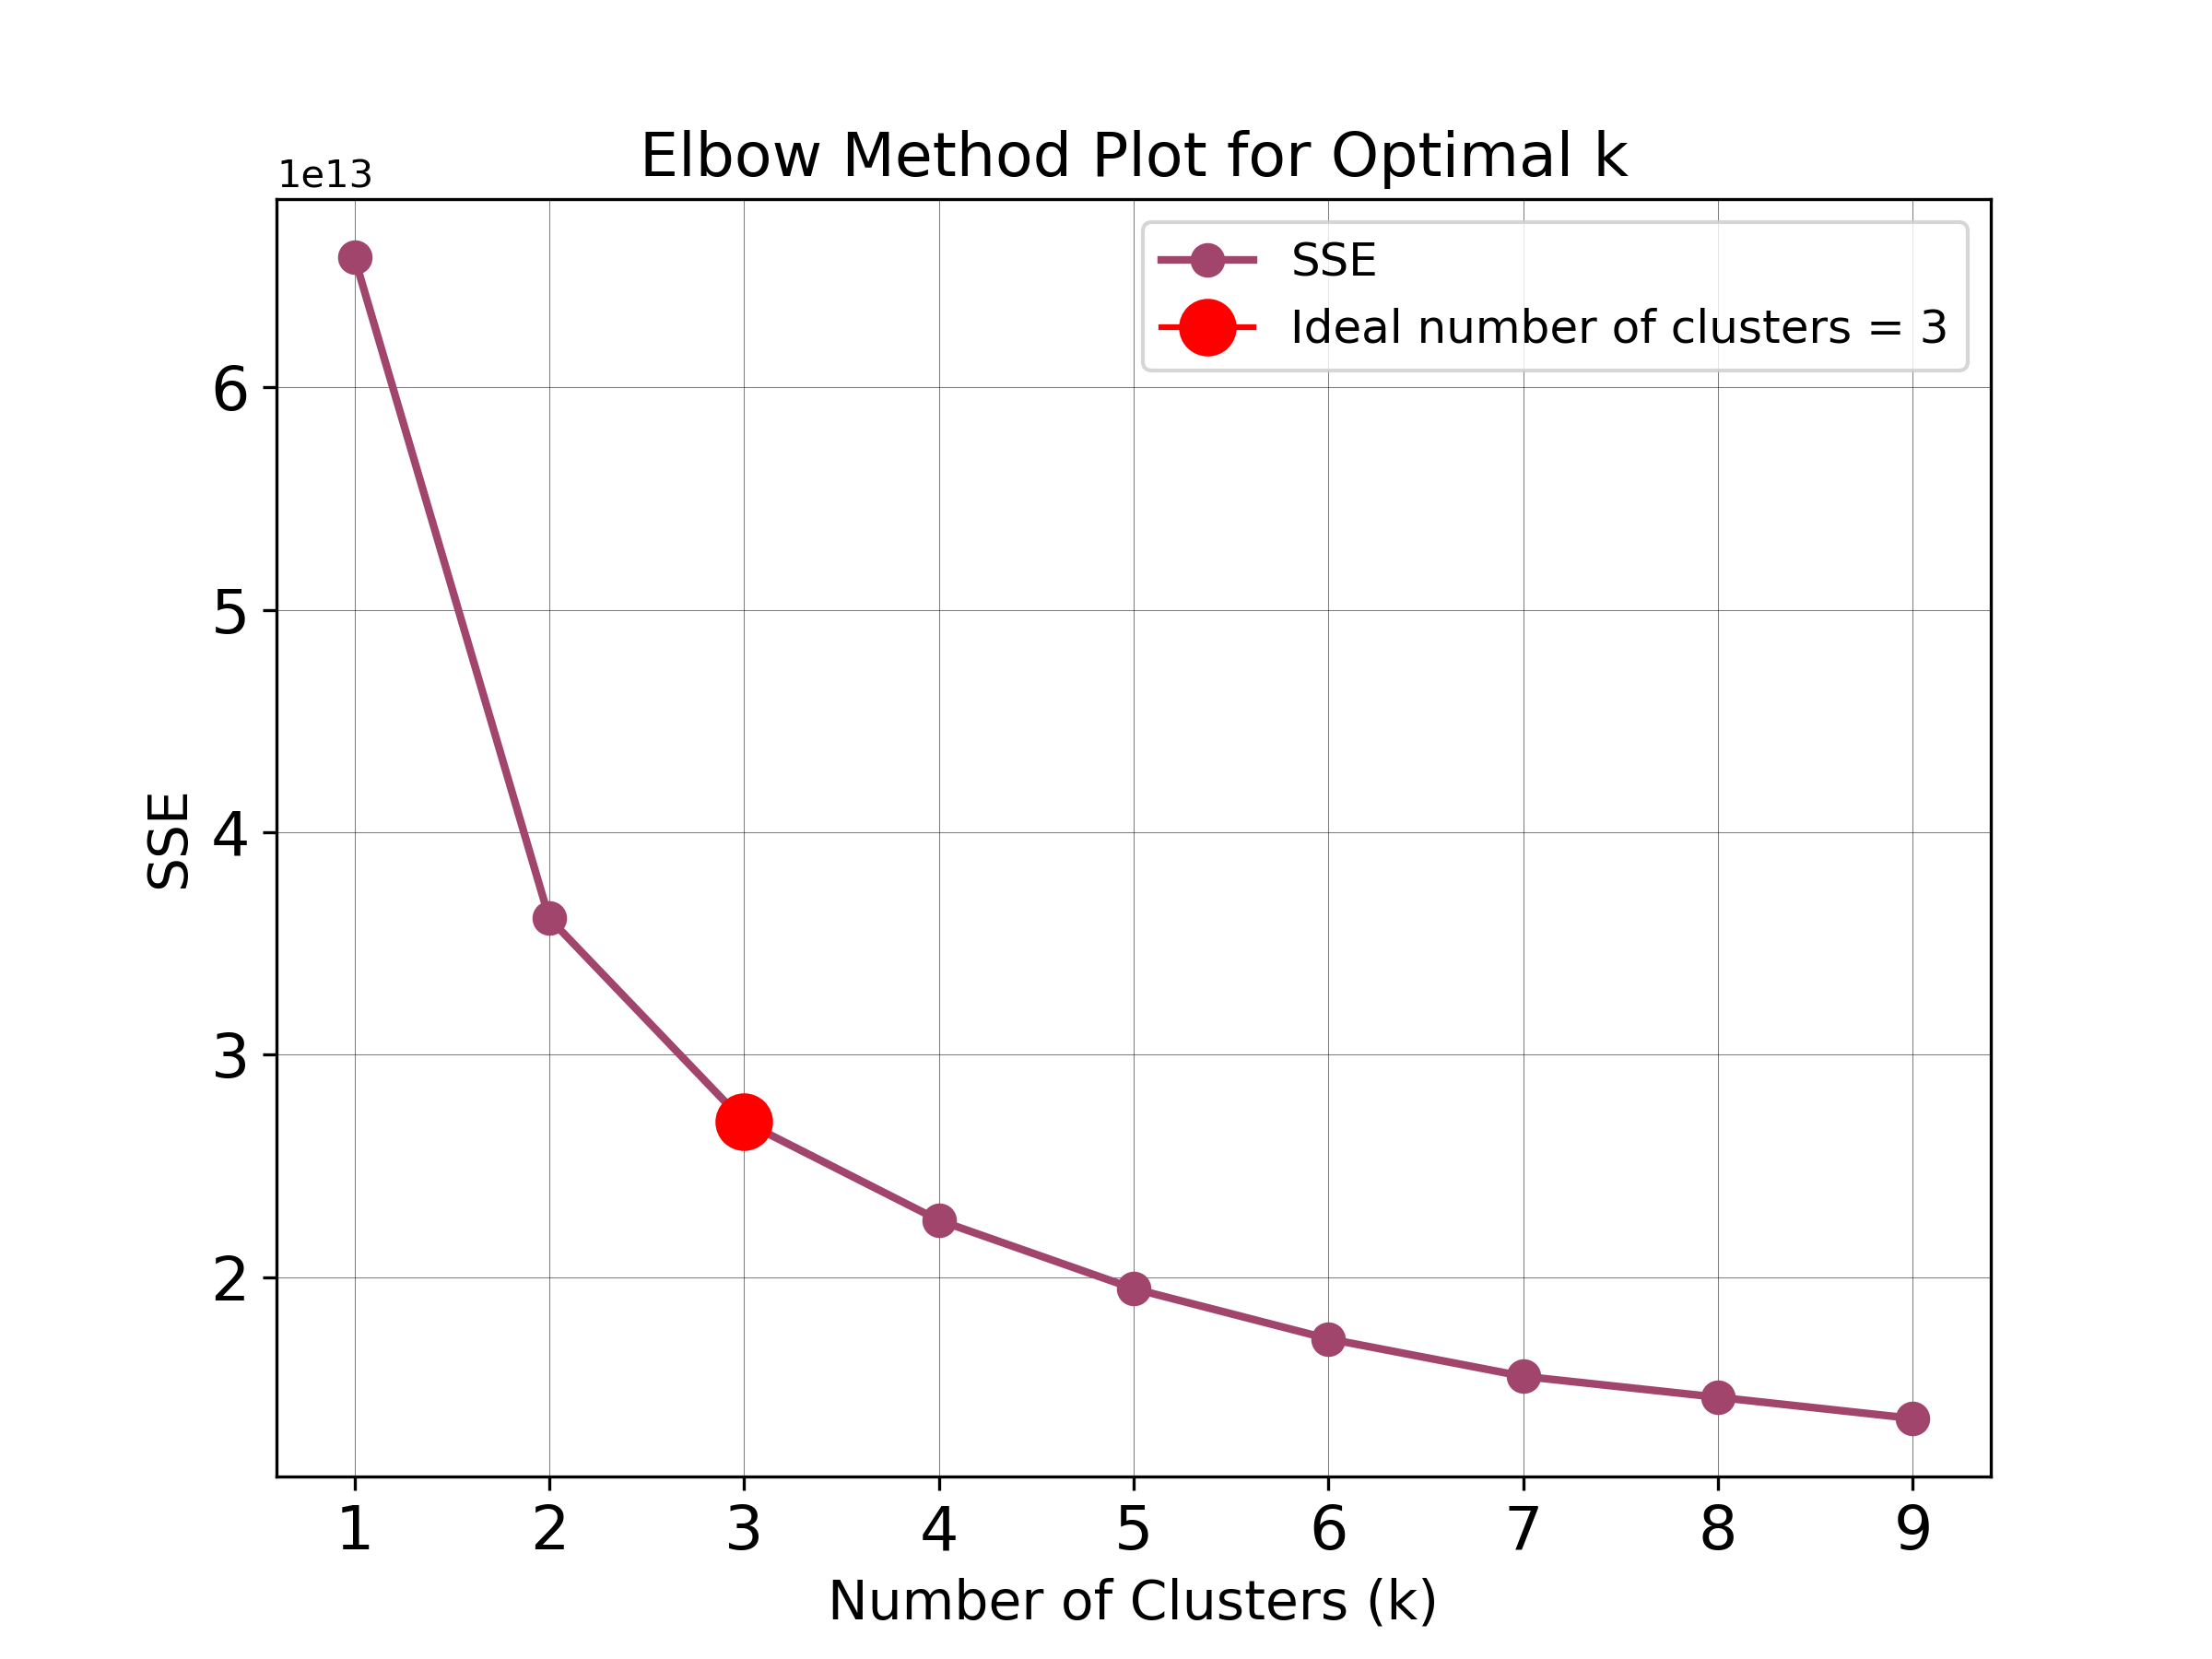 Elbow Method Plot for Optimal k
1e13
SSE
Ideal number of clusters = 3
6
5
4
3
2
SSE
1 2 3 4 5 6 7 8 9
Number of Clusters (k)